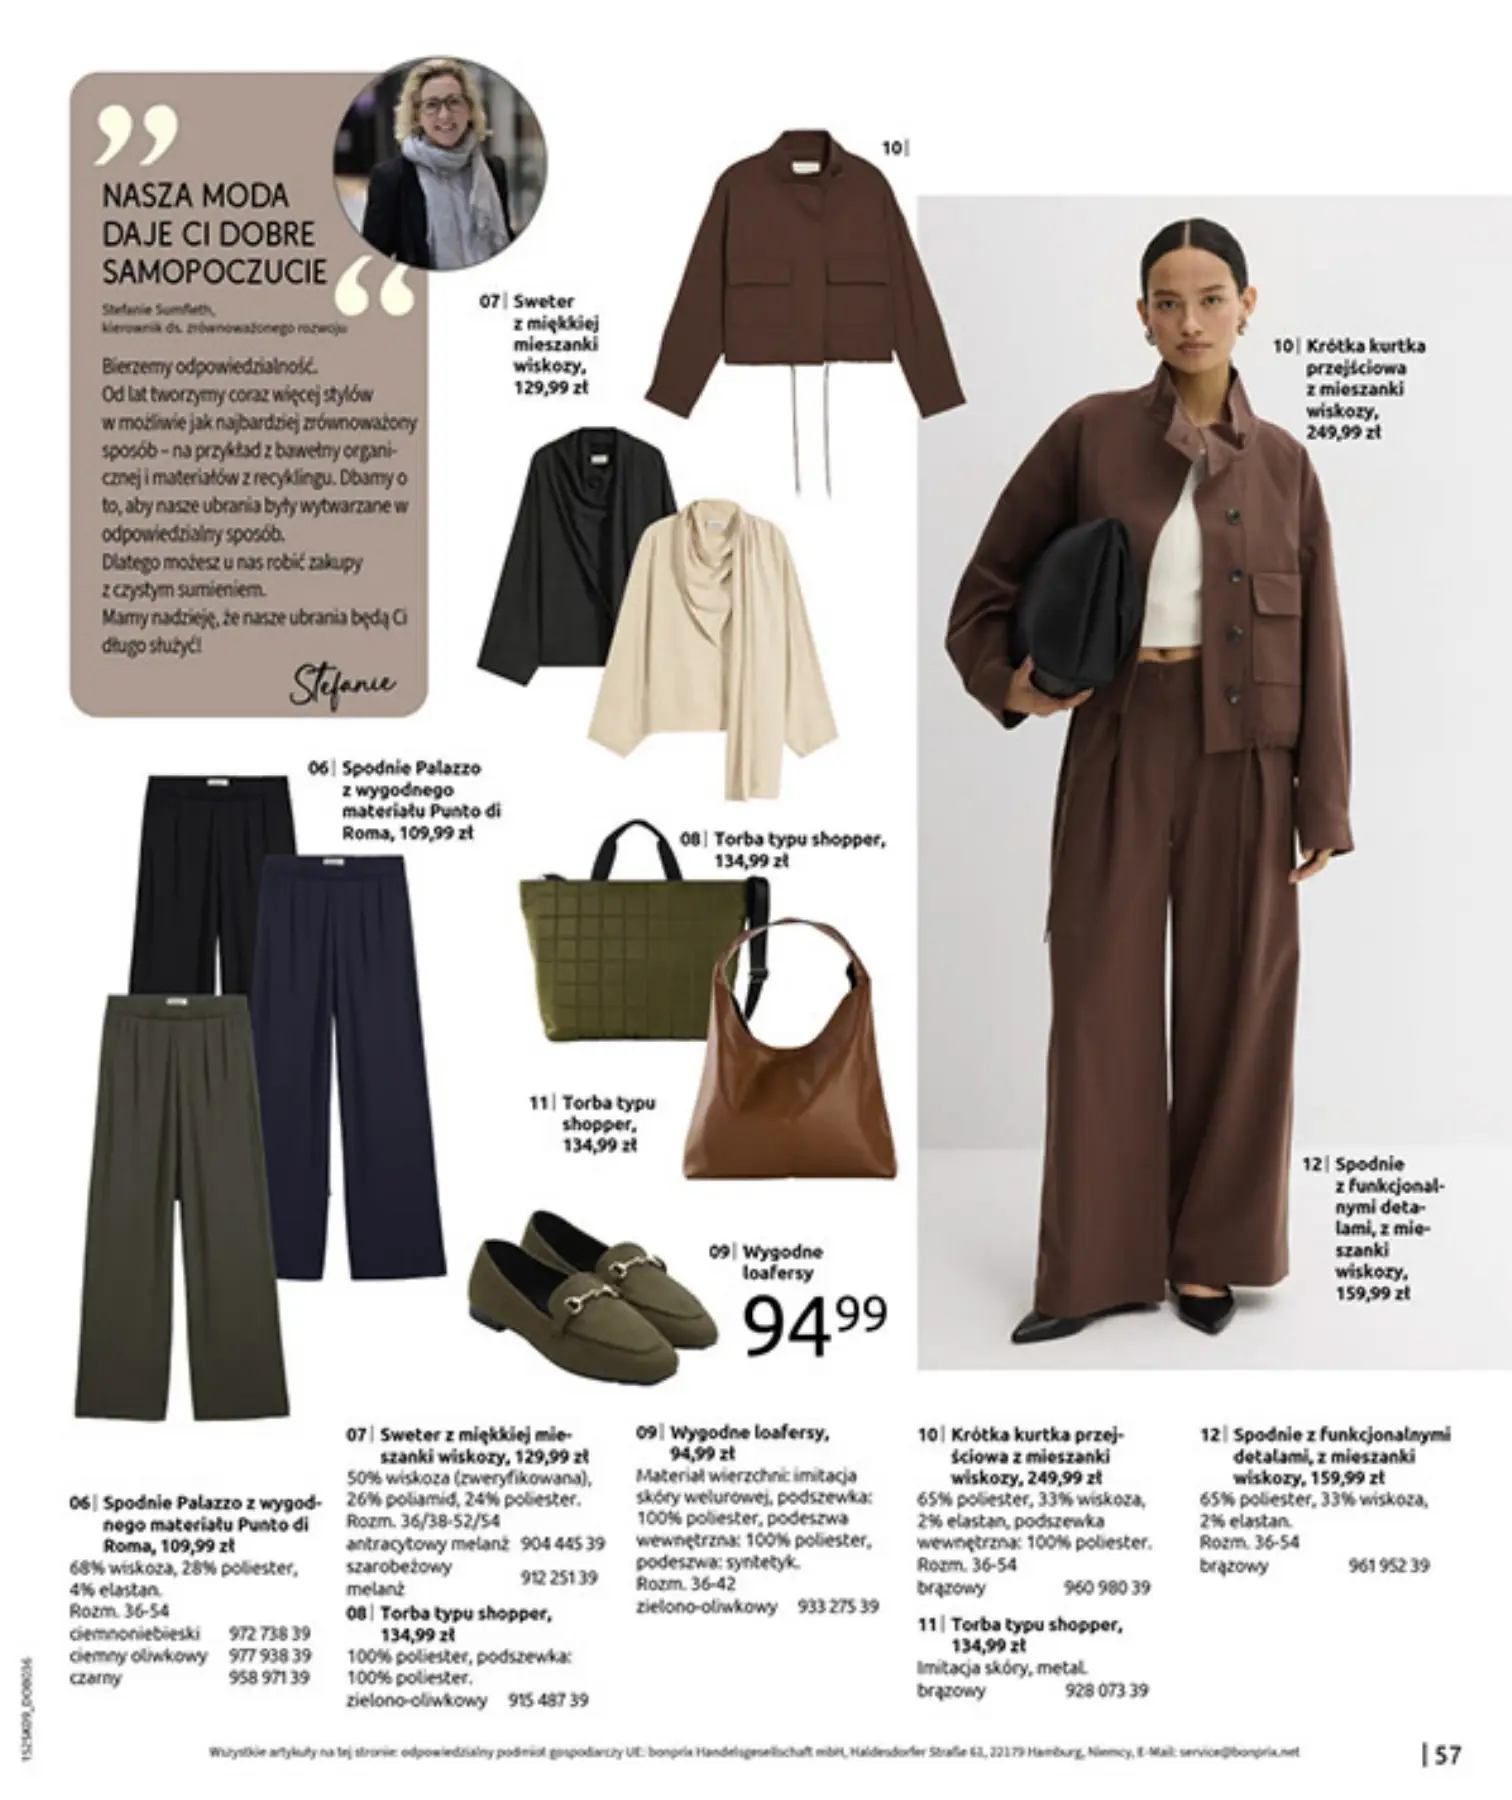 NASZA MODA
DAJE CI DOBRE
SAMOPOCZUCIE
Stefanie Sumfleth,
kierownik ds. zrównoważonego rozwoju
Bierzemy odpowiedzialność.
Od lat tworzymy coraz więcej stylów
w możliwie jak najbardziej zrównoważony
sposób – na przykład z bawełny organi-
cznej i materiałów z recyklingu. Dbamy o
to, aby nasze ubrania były wytwarzane w
odpowiedzialny sposób.
Dlatego możesz u nas robić zakupy
z czystym sumieniem.
Mamy nadzieję, że nasze ubrania będą Ci
długo służyć!
Stefanie
10|
07| Sweter
z miękkiej
mieszanki
wiskozy,
129,99 zł
10| Krótka kurtka
przejściowa
z mieszanki
wiskozy,
249,99 zł
06| Spodnie Palazzo
z wygodnego
materiału Punto di
Roma, 109,99 zł
08| Torba typu shopper,
134,99 zł
11| Torba typu
shopper,
134,99 zł
12| Spodnie
z funkcjonal-
nymi deta-
lami, z mie-
szanki
wiskozy,
159,99 zł
09| Wygodne
loafersy
94 99
06| Spodnie Palazzo z wygod-
nego materiału Punto di
Roma, 109,99 zł
68% wiskoza, 28% poliester,
4% elastan.
Rozm. 36-54
ciemnoniebieski 972 738 39
ciemny oliwkowy 977 938 39
czarny 958 971 39
07| Sweter z miękkiej mie-
szanki wiskozy, 129,99 zł
50% wiskoza (zweryfikowana),
26% poliamid, 24% poliester.
Rozm. 36/38-52/54
antracytowy melanż 904 445 39
szarobeżowy
melanż 912 251 39
08| Torba typu shopper,
134,99 zł
100% poliester, podszewka:
100% poliester.
zielono-oliwkowy 915 487 39
09| Wygodne loafersy,
94,99 zł
Materiał wierzchni: imitacja
skóry welurowej, podszewka:
100% poliester, podeszwa
wewnętrzna: 100% poliester,
podeszwa: syntetyk.
Rozm. 36-42
zielono-oliwkowy 933 275 39
10| Krótka kurtka przej-
ściowa z mieszanki
wiskozy, 249,99 zł
65% poliester, 33% wiskoza,
2% elastan, podszewka
wewnętrzna: 100% poliester.
Rozm. 36-54
brązowy 960 980 39
11| Torba typu shopper,
134,99 zł
Imitacja skóry, metal.
brązowy 928 073 39
12| Spodnie z funkcjonalnymi
detalami, z mieszanki
wiskozy, 159,99 zł
65% poliester, 33% wiskoza,
2% elastan.
Rozm. 36-54
brązowy 961 952 39
152SK09_DOB036
Wszystkie artykuły na tej stronie: odpowiedzialny podmiot gospodarczy UE: bonprix Handelsgesellschaft mbH, Haldesdorfer Straße 61, 22179 Hamburg, Niemcy, E-Mail: service@bonprix.net
| 57